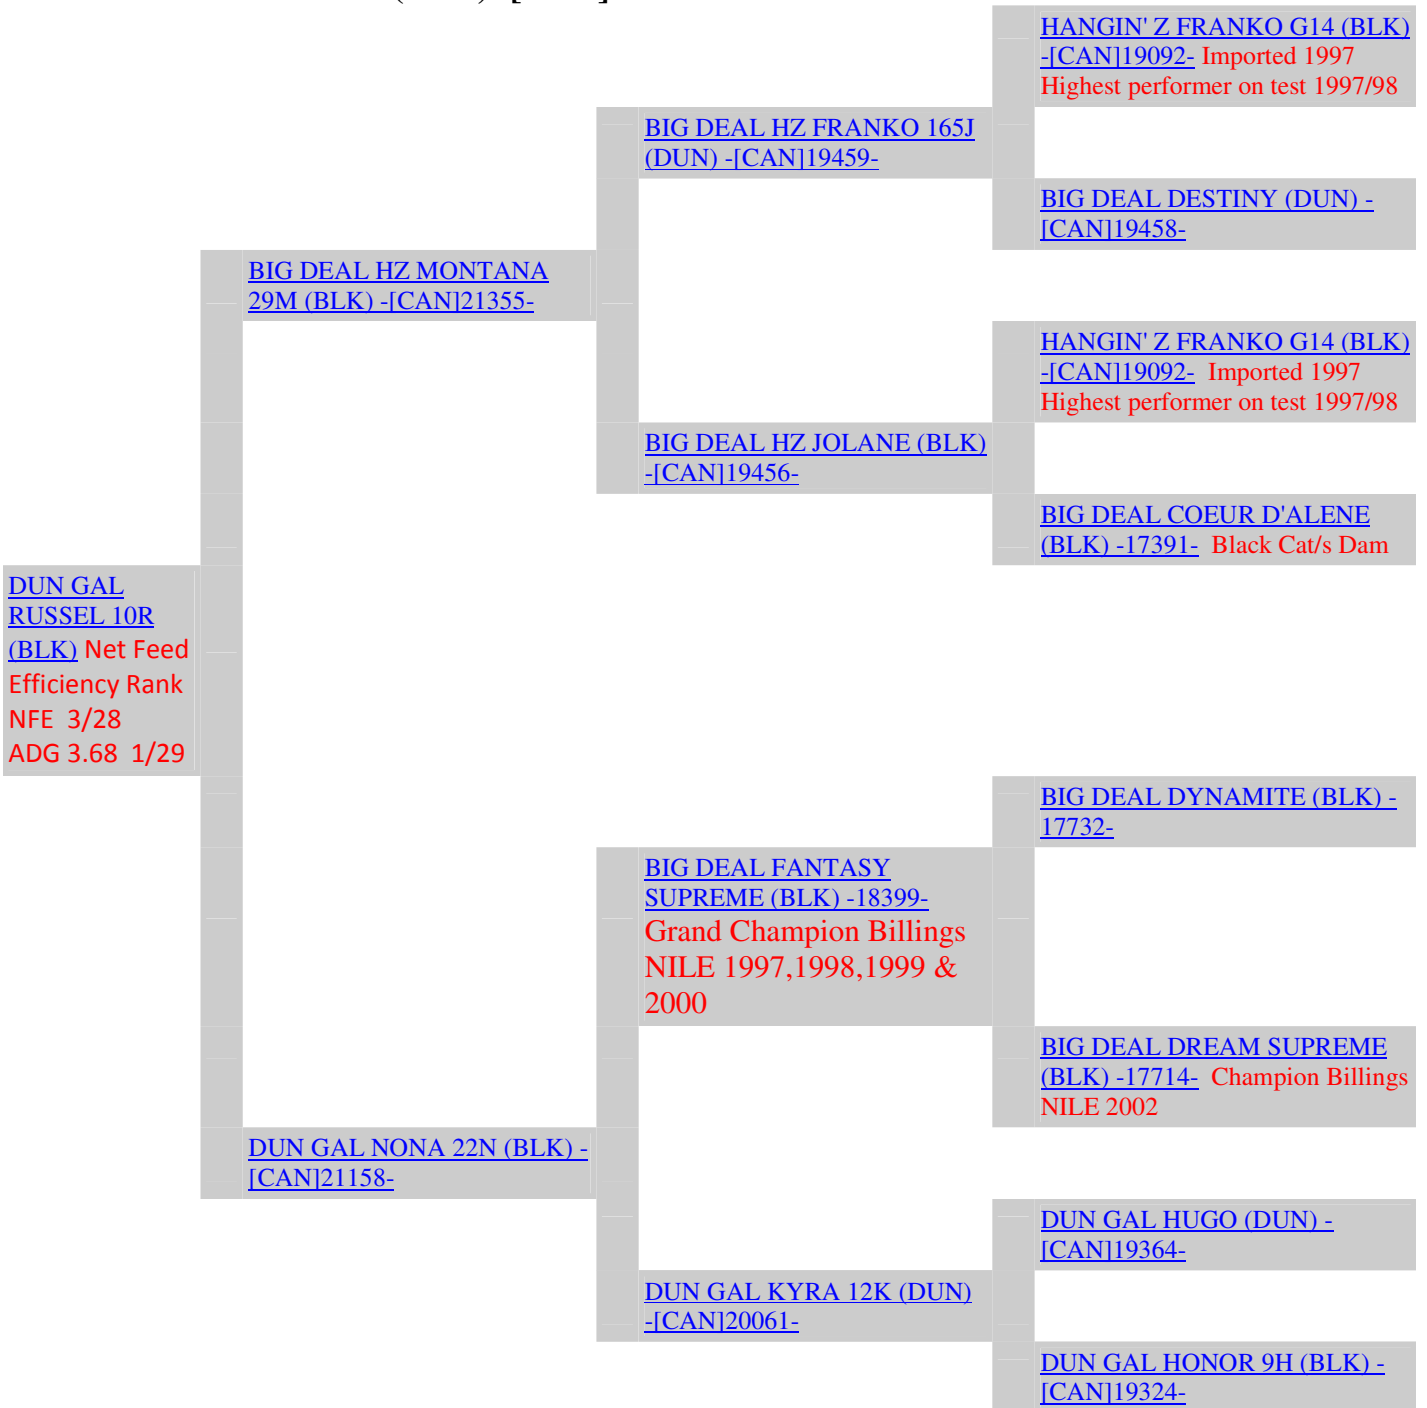 HANGIN' Z FRANKO G14 (BLK)
-[CAN]19092- Imported 1997
Highest performer on test 1997/98
BIG DEAL HZ FRANKO 165J
(DUN) -[CAN]19459-
BIG DEAL DESTINY (DUN) -
[CAN]19458-
BIG DEAL HZ MONTANA
29M (BLK) -[CAN]21355-
HANGIN' Z FRANKO G14 (BLK)
-[CAN]19092- Imported 1997
Highest performer on test 1997/98
BIG DEAL HZ JOLANE (BLK)
-[CAN]19456-
BIG DEAL COEUR D'ALENE
(BLK) -17391- Black Cat/s Dam
DUN GAL
RUSSEL 10R
(BLK) Net Feed
Efficiency Rank
NFE 3/28
ADG 3.68 1/29
BIG DEAL DYNAMITE (BLK) -
17732-
BIG DEAL FANTASY
SUPREME (BLK) -18399-
Grand Champion Billings
NILE 1997,1998,1999 &
2000
BIG DEAL DREAM SUPREME
(BLK) -17714- Champion Billings
NILE 2002
DUN GAL NONA 22N (BLK) -
[CAN]21158-
DUN GAL HUGO (DUN) -
[CAN]19364-
DUN GAL KYRA 12K (DUN)
-[CAN]20061-
DUN GAL HONOR 9H (BLK) -
[CAN]19324-